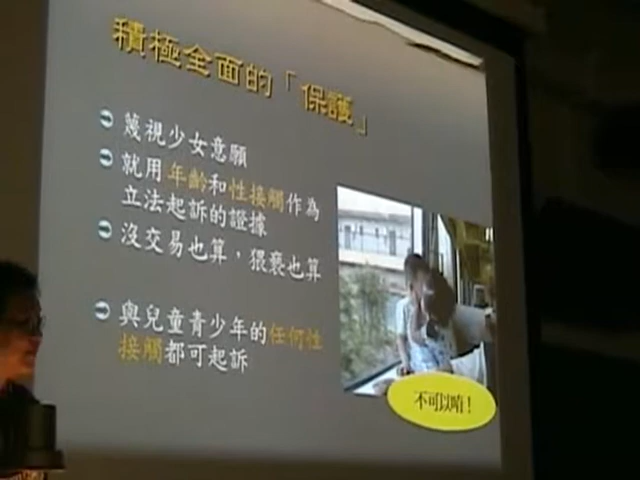 積極全面的「保護」
蔑視少女意願
就用年齡和性接觸作為
立法起訴的證據
沒交易也算，猥褻也算
與兒童青少年的任何性
接觸都可起訴
不可以唷！